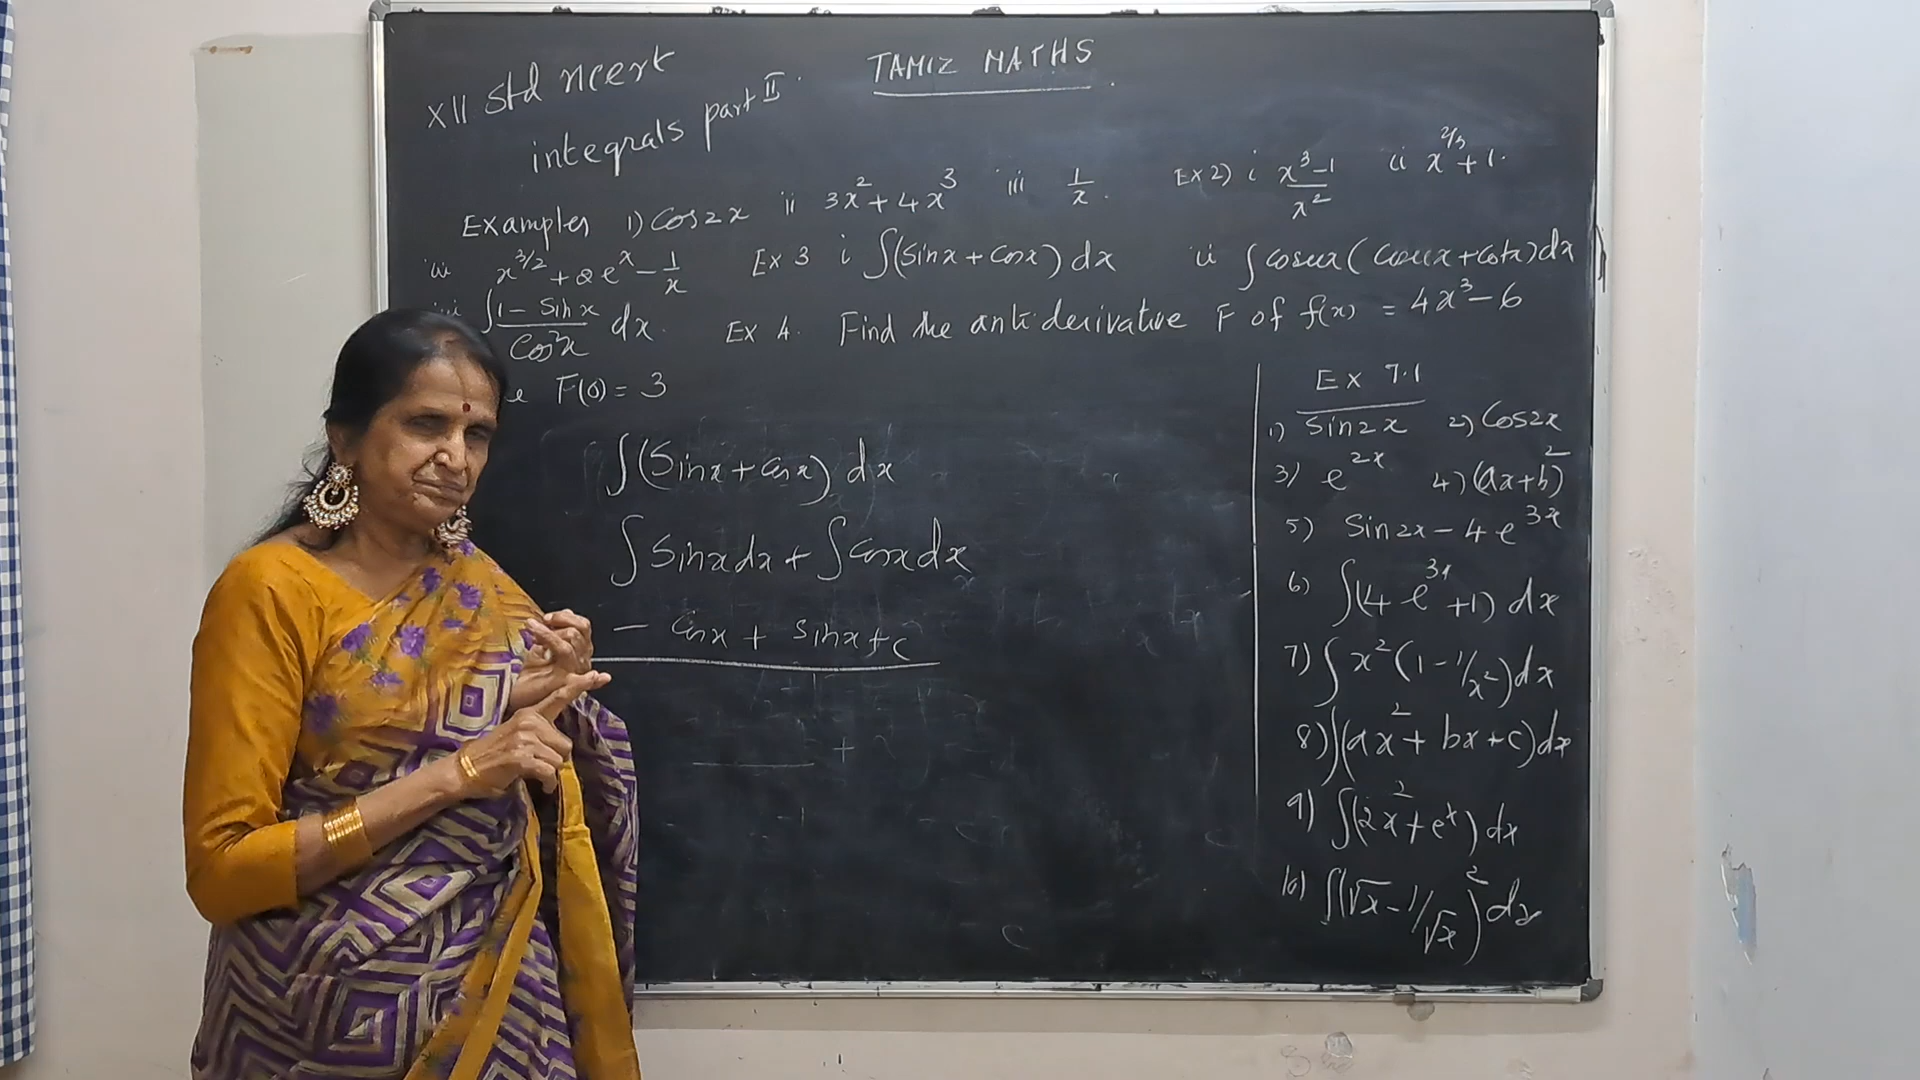 XII Std ncert TAMIZ MATHS
integrals part II
Examples 1) Cos2x ii 3x² + 4x³ iii 1/x. Ex 2) i (x³-1)/x² ii x^(2/3) + 1.
iii x^(3/2) + 2e^x - 1/x Ex 3 i ∫(Sinx + cosx) dx ii ∫cosecx(cosecx+cotx)dx
iii ∫(1 - Sinx)/(Cos²x) dx. Ex 4. Find the anti derivative F of f(x) = 4x³ - 6
F(0) = 3
∫(Sinx + cosx) dx
∫Sinxdx + ∫cosxdx
- cosx + sinx + c
Ex 7.1
1) Sin2x 2) Cos2x
3) e^(2x) 4) (ax+b)²
5) Sin2x - 4e^(3x)
6) ∫(4e^(3x) + 1) dx
7) ∫x²(1 - 1/x²)dx
8) ∫(ax² + bx + c)dx
9) ∫(2x² + e^x) dx
10) ∫(√x - 1/√x)² dx